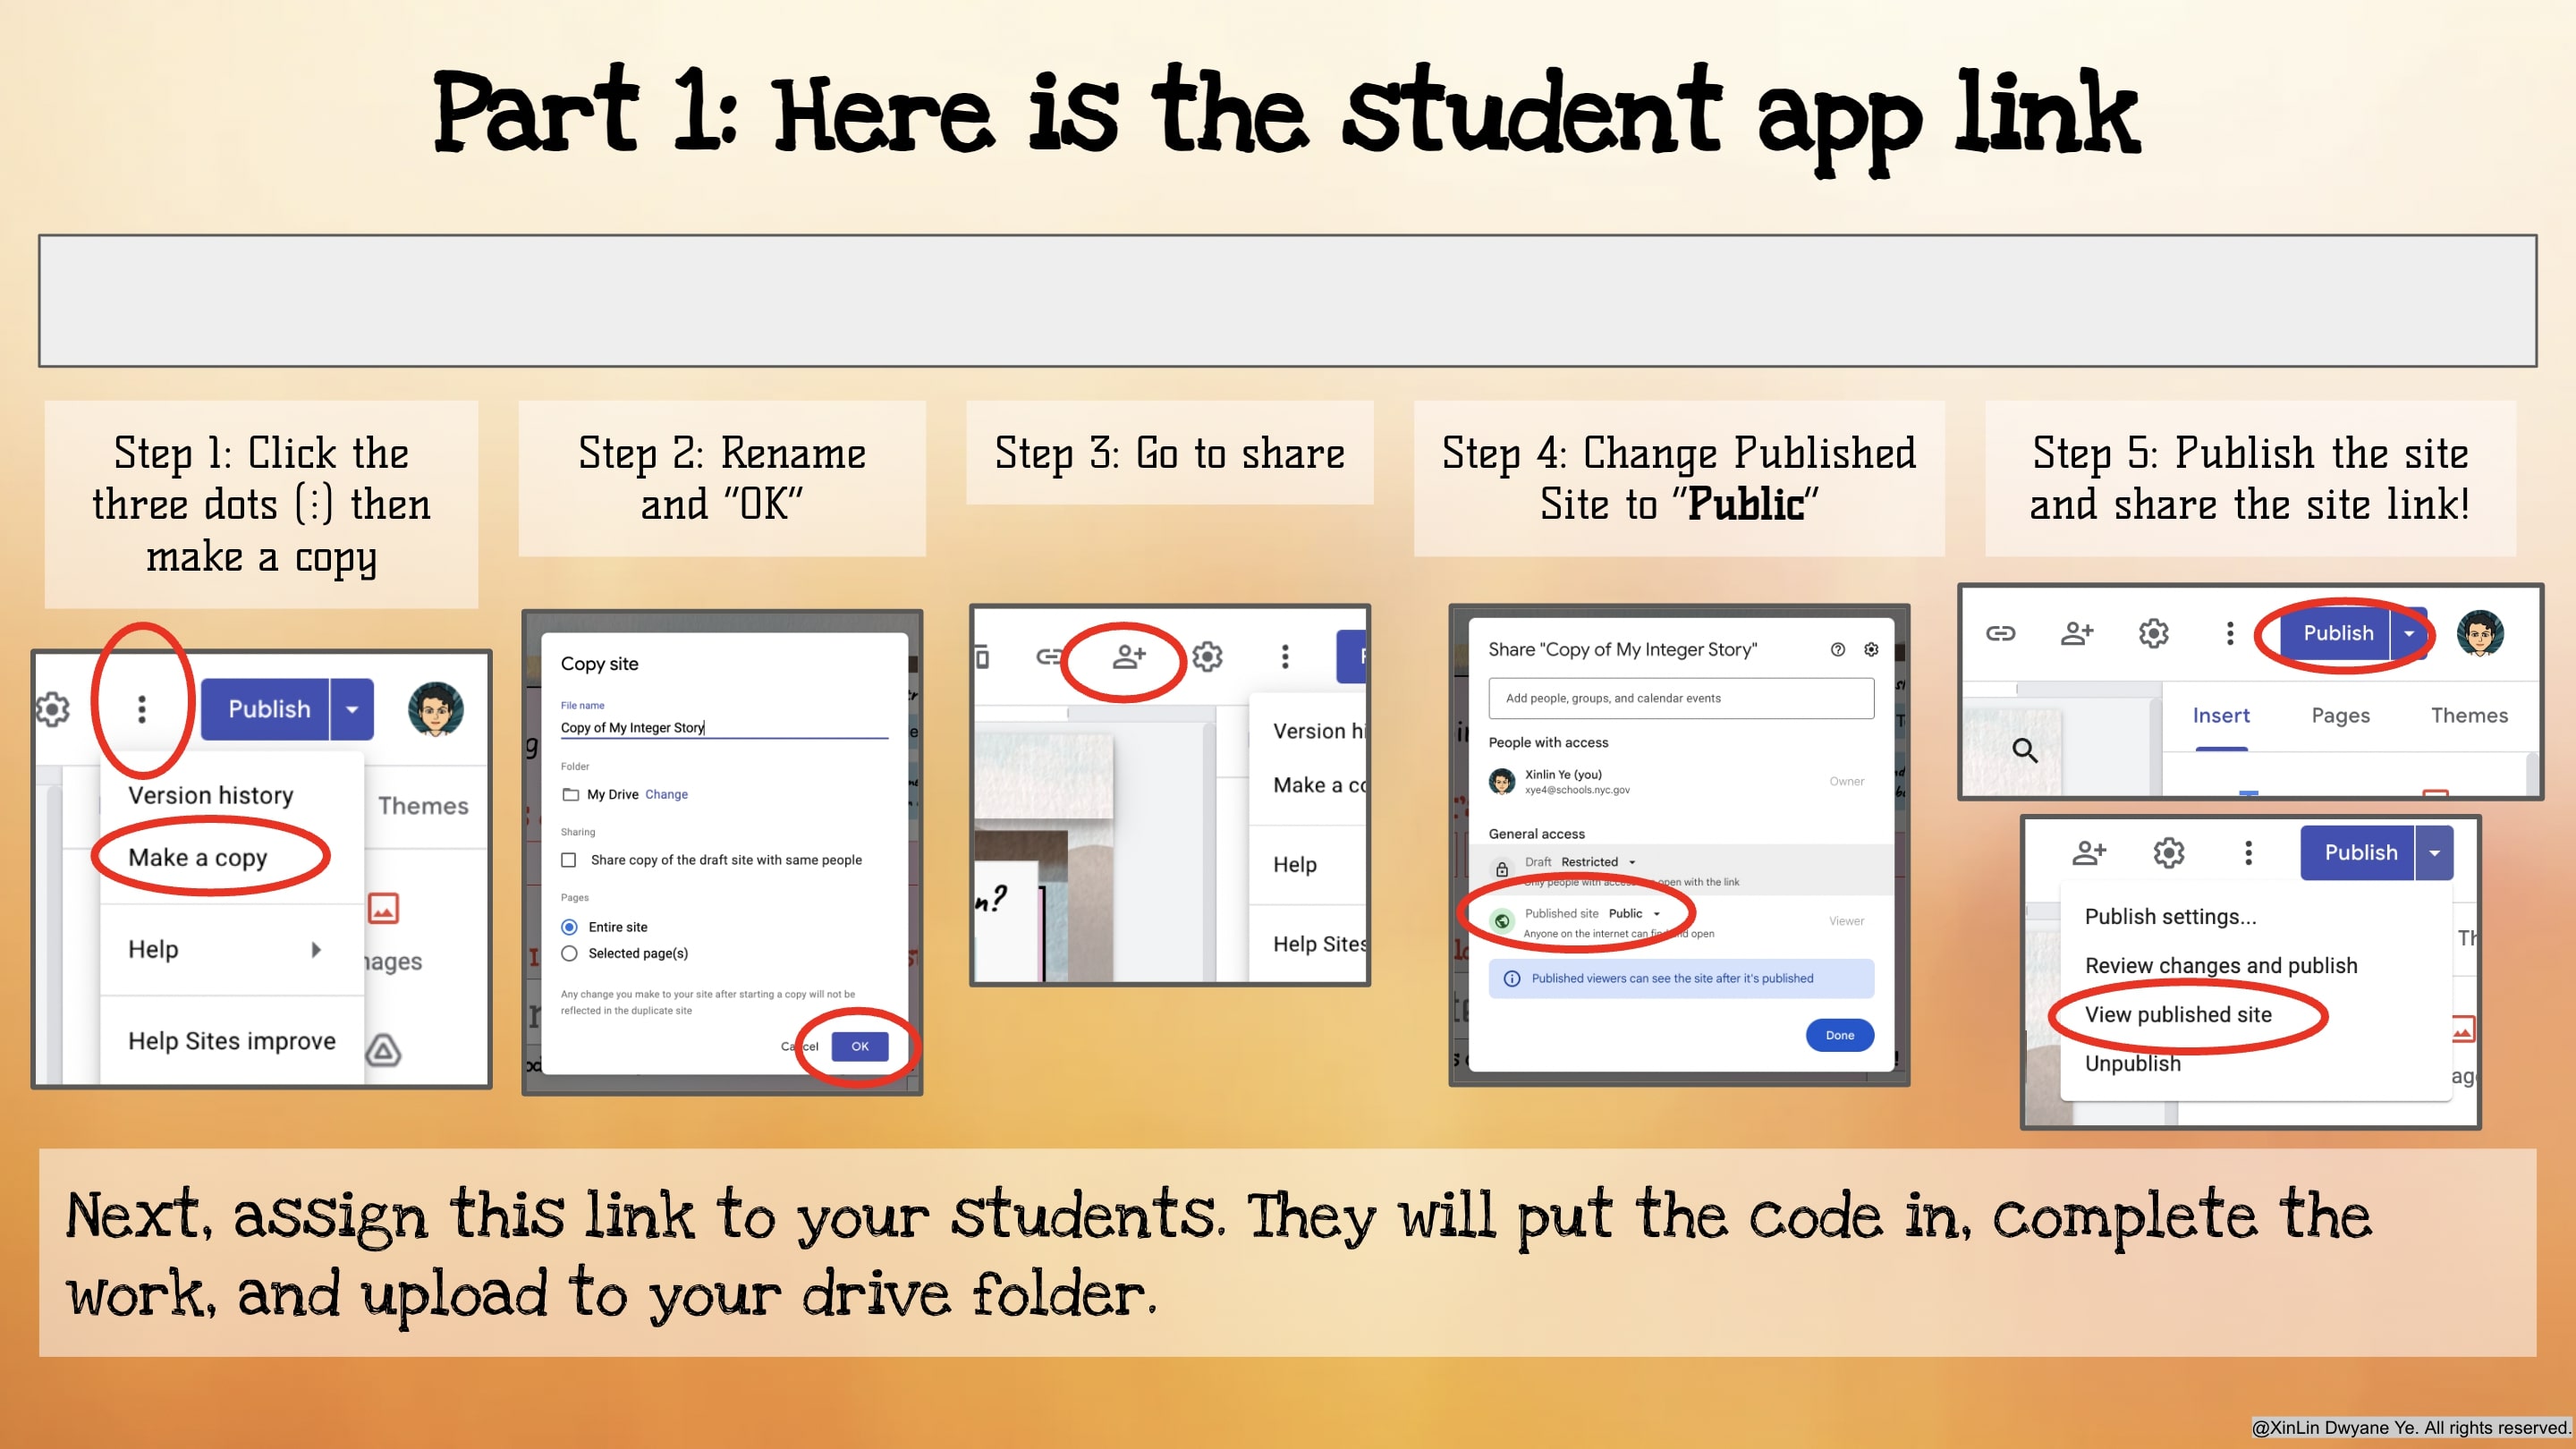 Part 1: Here is the student app link
Step 1: Click the
three dots (⋮) then
make a copy
Step 2: Rename
and "OK"
Step 3: Go to share
Step 4: Change Published
Site to "Public"
Step 5: Publish the site
and share the site link!
Publish
Version history
Themes
Make a copy
Help
Help Sites improve
Copy site
File name
Copy of My Integer Story
Folder
My Drive Change
Sharing
Share copy of the draft site with same people
Pages
Entire site
Selected page(s)
Any change you make to your site after starting a copy will not be
reflected in the duplicate site
Cancel OK
Make a
Help
Help Sites
Share "Copy of My Integer Story"
Add people, groups, and calendar events
People with access
Xinlin Ye (you)
xye4@schools.nyc.gov
Owner
General access
Draft Restricted
Only people with access can open with the link
Published site Public
Anyone on the internet can find and open
Viewer
Published viewers can see the site after it's published
Done
Publish
Insert Pages Themes
Publish
Publish settings...
Review changes and publish
View published site
Unpublish
Next, assign this link to your students. They will put the code in, complete the
work, and upload to your drive folder.
@XinLin Dwyane Ye. All rights reserved.